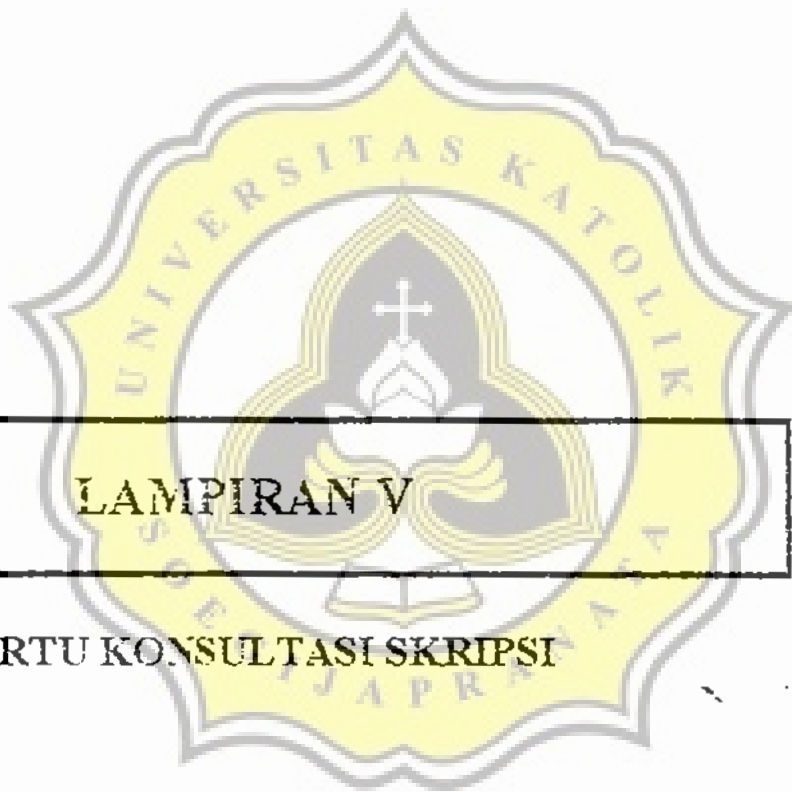 UNIVERSITAS KATOLIK
LAMPIRAN V
RTU KONSULTASI SKRIPSI
SOEGIJAPRANATA